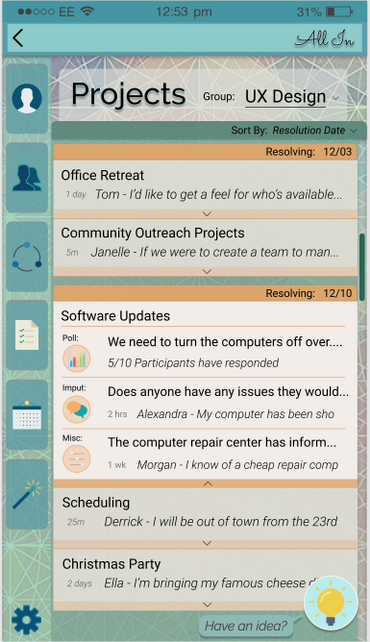 EE 12:53 pm 31%
All In
Projects Group: UX Design
Sort By: Resolution Date
Resolving: 12/03
Office Retreat
1 day Tom - I'd like to get a feel for who's available...
Community Outreach Projects
5m Janelle - If we were to create a team to man...
Resolving: 12/10
Software Updates
Poll: We need to turn the computers off over....
5/10 Participants have responded
Imput: Does anyone have any issues they would...
2 hrs Alexandra - My computer has been sho
Misc: The computer repair center has inform...
1 wk Morgan - I know of a cheap repair comp
Scheduling
25m Derrick - I will be out of town from the 23rd
Christmas Party
2 days Ella - I'm bringing my famous cheese d
Have an idea?